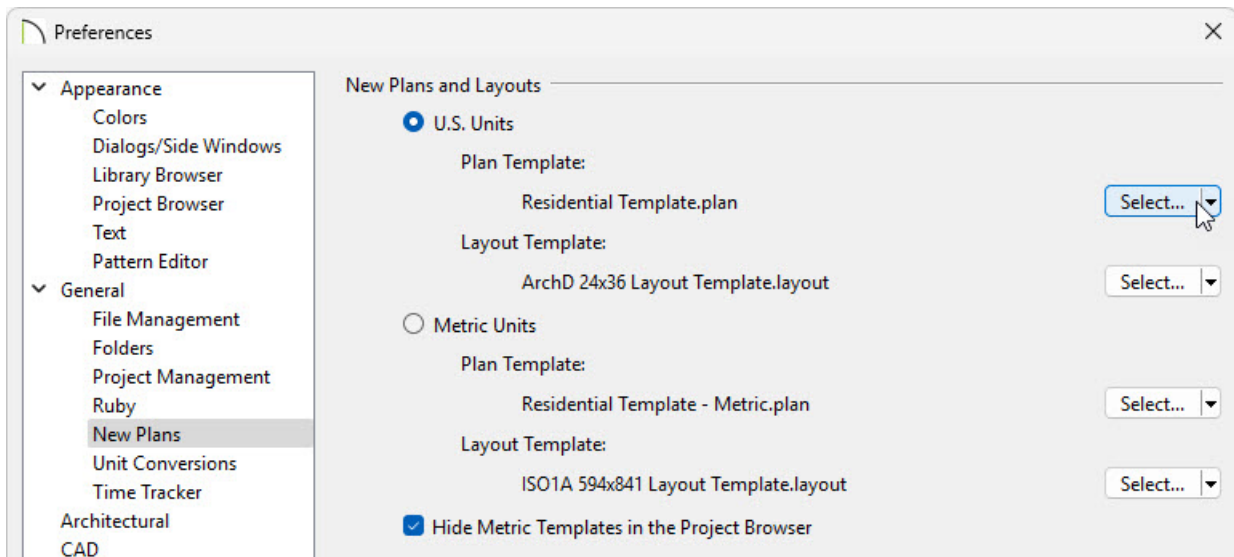 Preferences
Appearance
Colors
Dialogs/Side Windows
Library Browser
Project Browser
Text
Pattern Editor
General
File Management
Folders
Project Management
Ruby
New Plans
Unit Conversions
Time Tracker
Architectural
CAD
New Plans and Layouts
U.S. Units
Plan Template:
Residential Template.plan Select...
Layout Template:
ArchD 24x36 Layout Template.layout Select...
Metric Units
Plan Template:
Residential Template - Metric.plan Select...
Layout Template:
ISO1A 594x841 Layout Template.layout Select...
Hide Metric Templates in the Project Browser